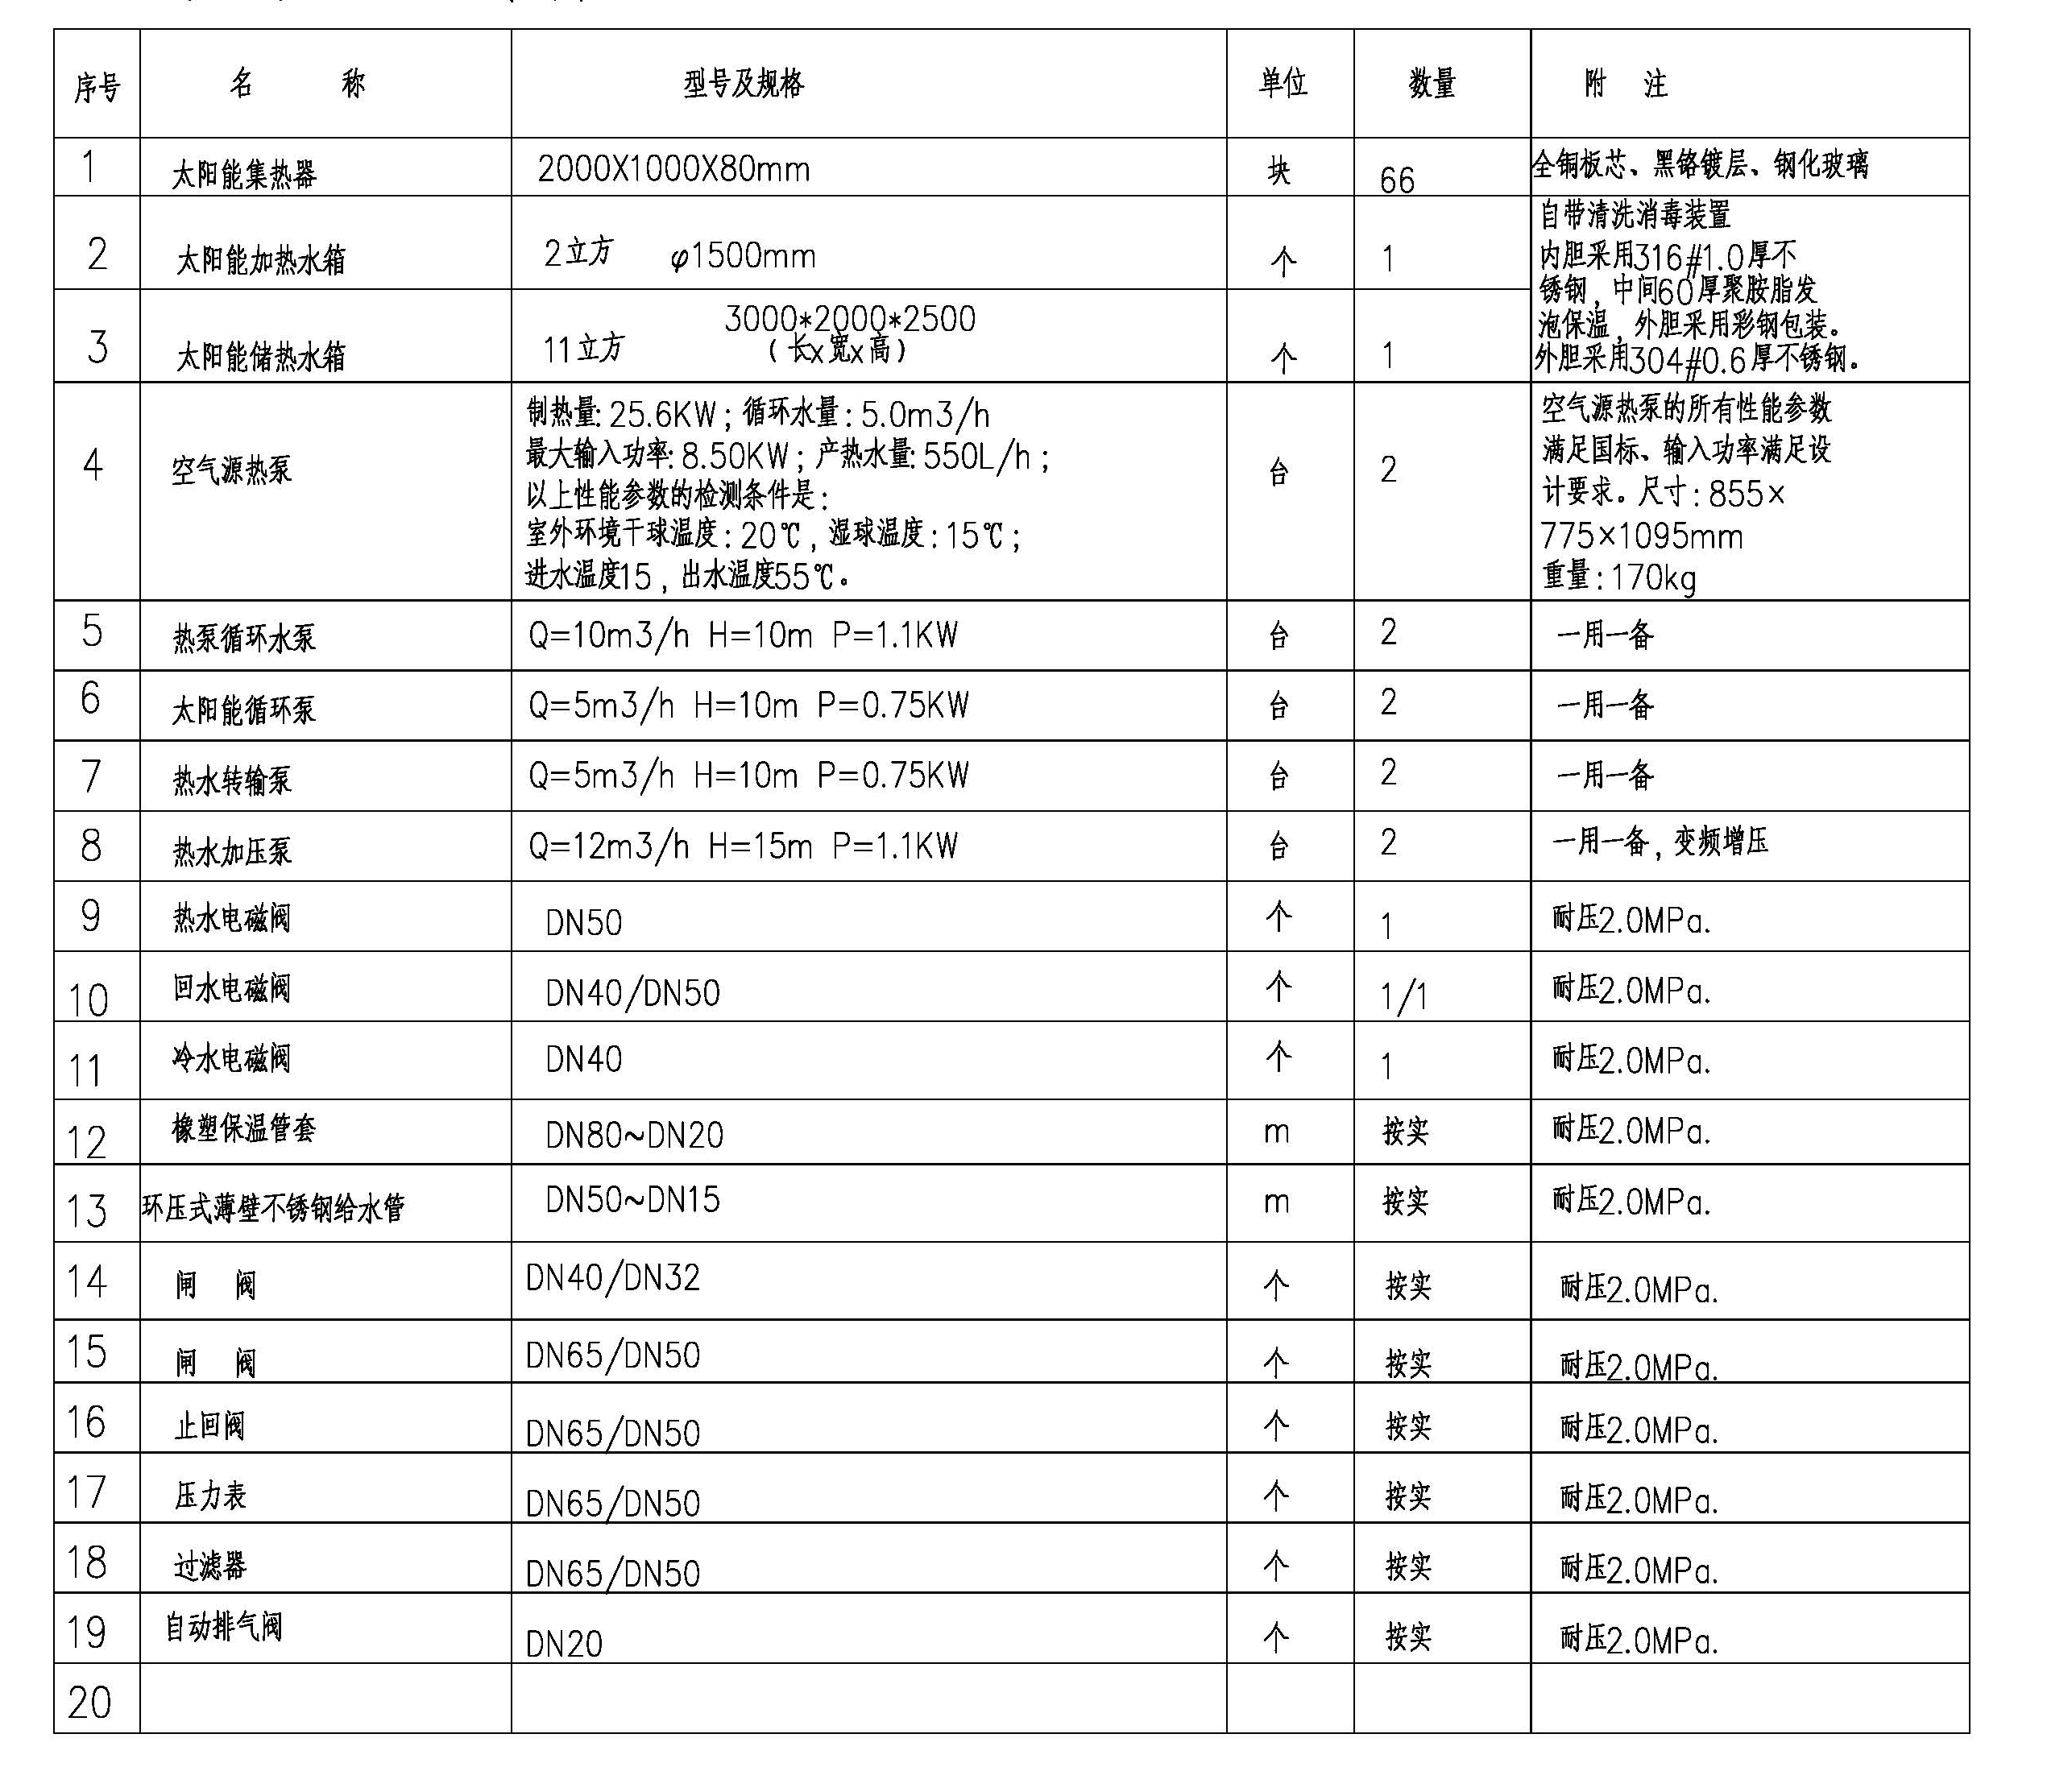 序号 名 称 型号及规格 单位 数量 附 注
1 太阳能集热器 2000X1000X80mm 块 66 全铜板芯、黑铬镀层、钢化玻璃
2 太阳能加热水箱 2立方 φ1500mm 个 1
自带清洗消毒装置
内胆采用316#1.0厚不
锈钢，中间60厚聚胺脂发
泡保温，外胆采用彩钢包装。
外胆采用304#0.6厚不锈钢。
3 太阳能储热水箱 11立方 3000*2000*2500
(长x宽x高) 个 1
4 空气源热泵
制热量:25.6KW；循环水量：5.0m3/h
最大输入功率:8.50KW；产热水量:550L/h；
以上性能参数的检测条件是：
室外环境干球温度：20℃，湿球温度：15℃；
进水温度15，出水温度55℃。
台 2
空气源热泵的所有性能参数
满足国标、输入功率满足设
计要求。尺寸：855×
775×1095mm
重量：170kg
5 热泵循环水泵 Q=10m3/h H=10m P=1.1KW 台 2 一用一备
6 太阳能循环泵 Q=5m3/h H=10m P=0.75KW 台 2 一用一备
7 热水转输泵 Q=5m3/h H=10m P=0.75KW 台 2 一用一备
8 热水加压泵 Q=12m3/h H=15m P=1.1KW 台 2 一用一备，变频增压
9 热水电磁阀 DN50 个 1 耐压2.0MPa.
10 回水电磁阀 DN40/DN50 个 1/1 耐压2.0MPa.
11 冷水电磁阀 DN40 个 1 耐压2.0MPa.
12 橡塑保温管套 DN80~DN20 m 按实 耐压2.0MPa.
13 环压式薄壁不锈钢给水管 DN50~DN15 m 按实 耐压2.0MPa.
14 闸 阀 DN40/DN32 个 按实 耐压2.0MPa.
15 闸 阀 DN65/DN50 个 按实 耐压2.0MPa.
16 止回阀 DN65/DN50 个 按实 耐压2.0MPa.
17 压力表 DN65/DN50 个 按实 耐压2.0MPa.
18 过滤器 DN65/DN50 个 按实 耐压2.0MPa.
19 自动排气阀 DN20 个 按实 耐压2.0MPa.
20